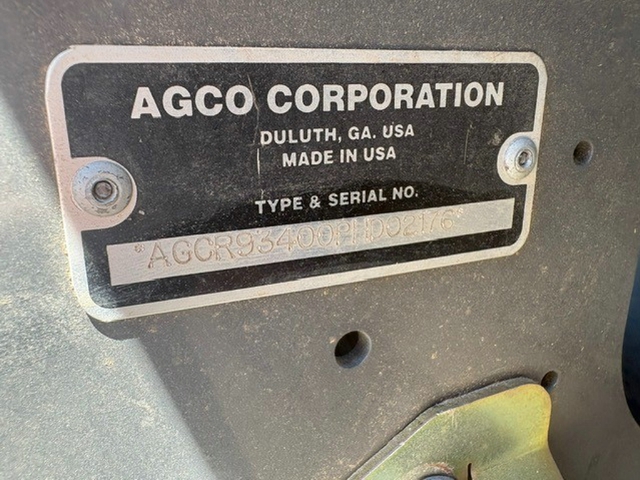 AGCO CORPORATION
DULUTH, GA. USA
MADE IN USA
TYPE & SERIAL NO.
*AGCR93400PHD02176*